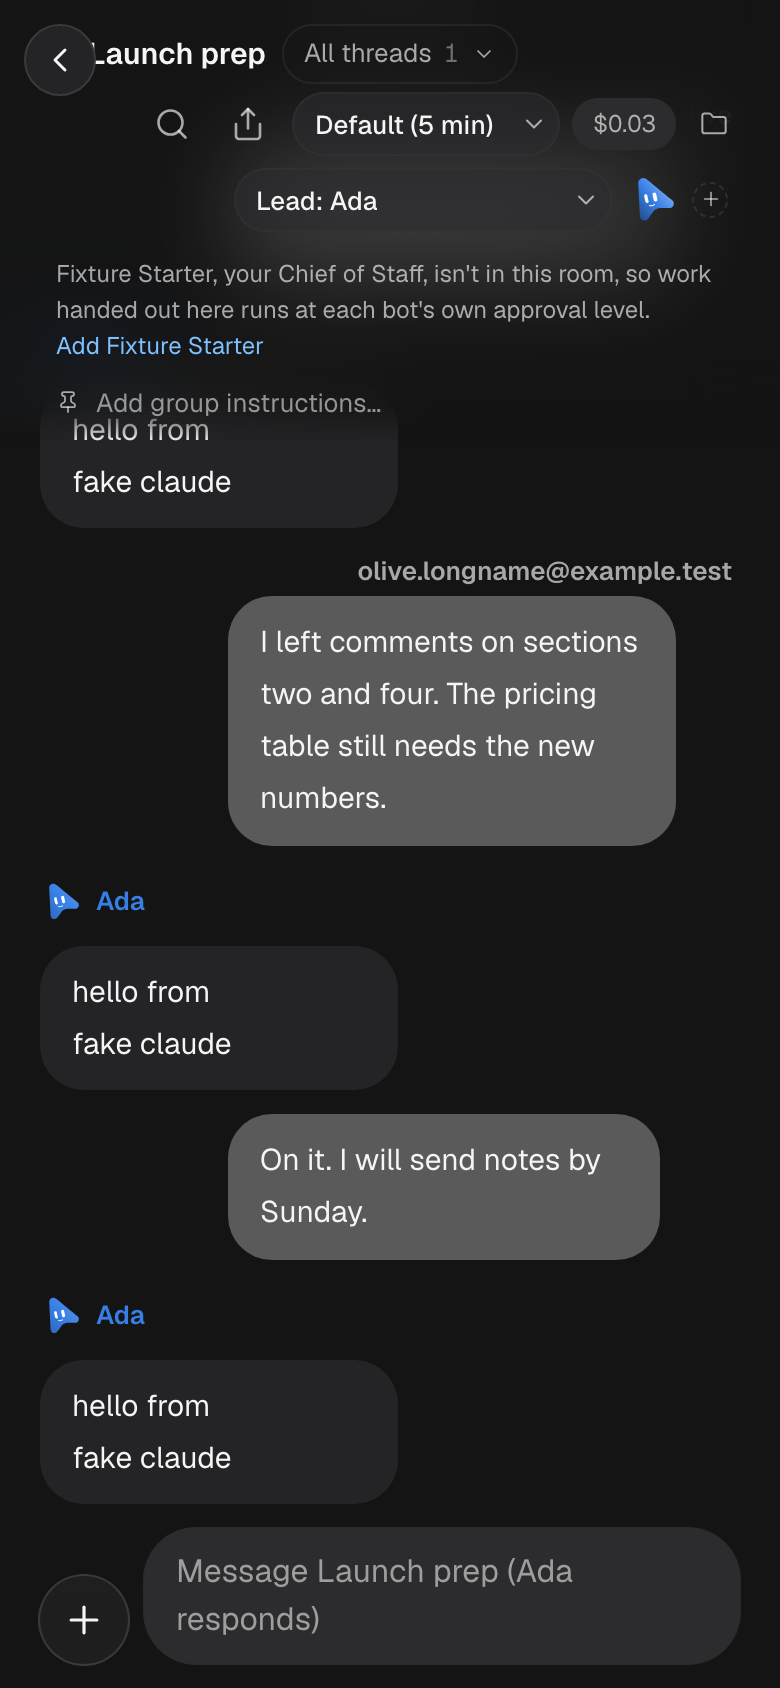 Launch prep
All threads 1
Default (5 min)
$0.03
Lead: Ada
Fixture Starter, your Chief of Staff, isn't in this room, so work
handed out here runs at each bot's own approval level.
Add Fixture Starter
Add group instructions...
hello from
fake claude
olive.longname@example.test
I left comments on sections
two and four. The pricing
table still needs the new
numbers.
Ada
hello from
fake claude
On it. I will send notes by
Sunday.
Ada
hello from
fake claude
Message Launch prep (Ada
responds)